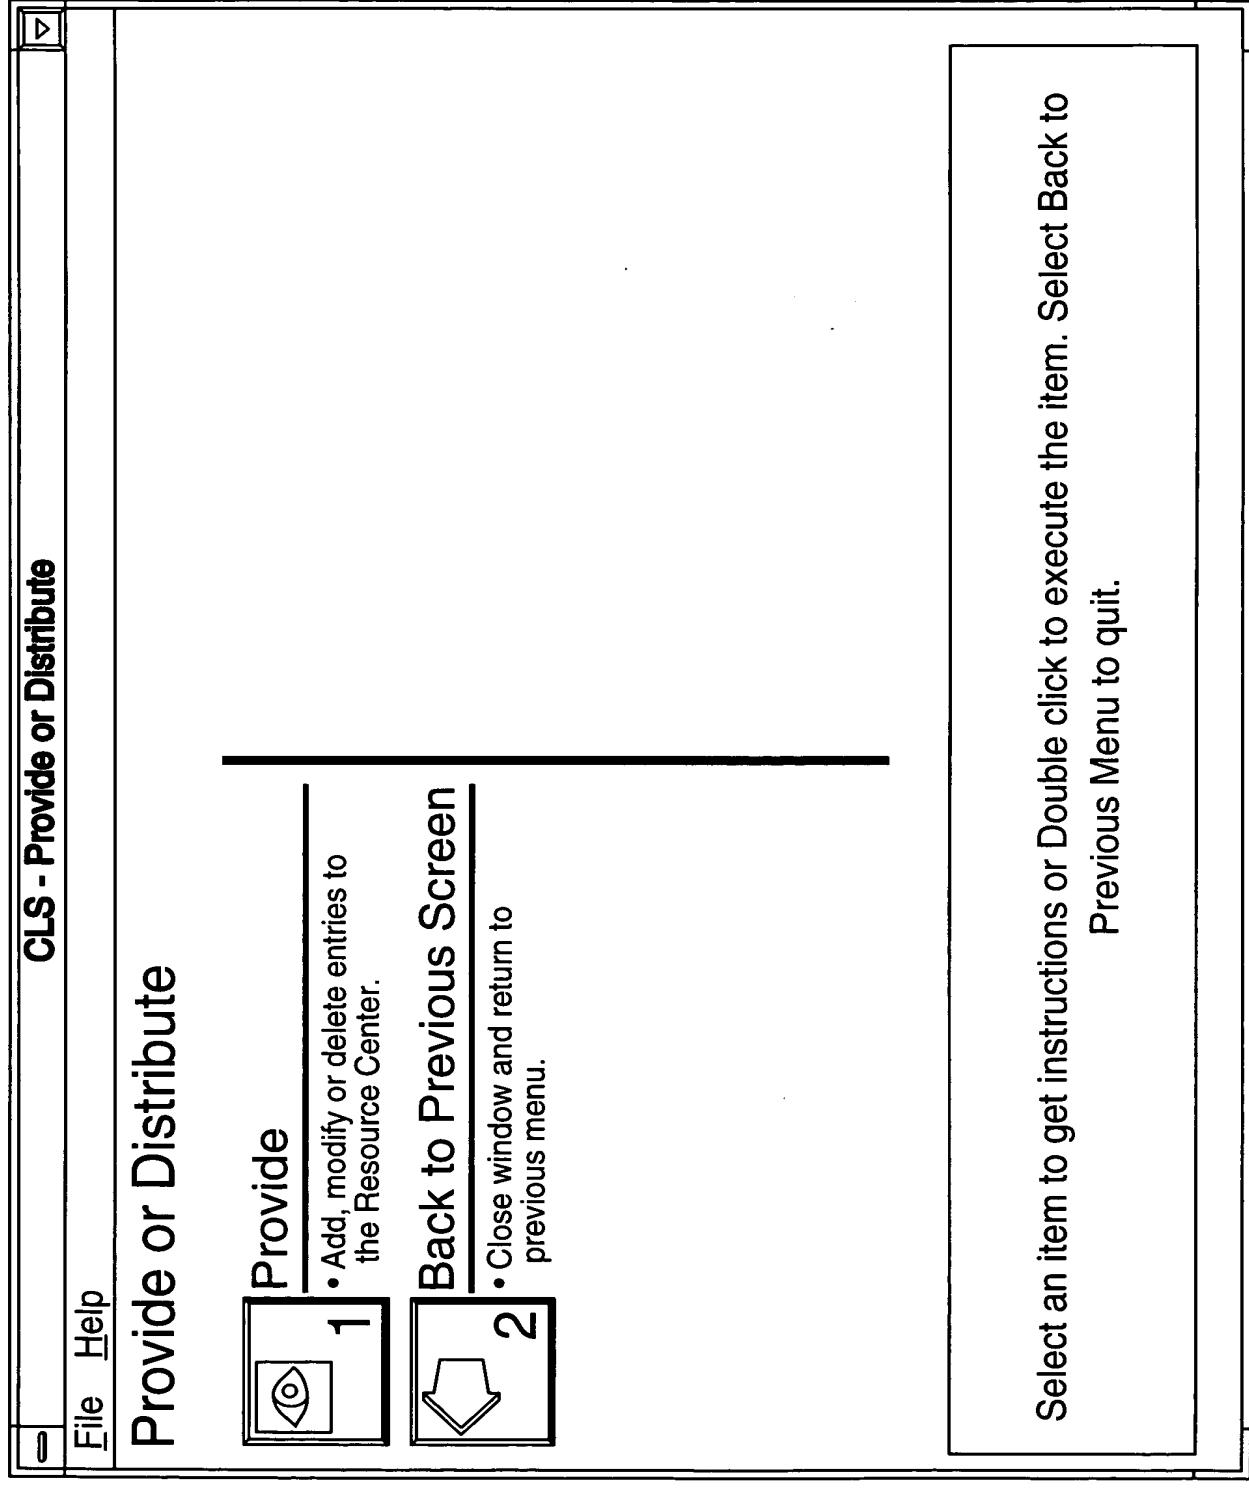 CLS - Provide or Distribute
File Help
Provide or Distribute
Provide
1
• Add, modify or delete entries to
the Resource Center.
Back to Previous Screen
2
• Close window and return to
previous menu.
Select an item to get instructions or Double click to execute the item. Select Back to
Previous Menu to quit.